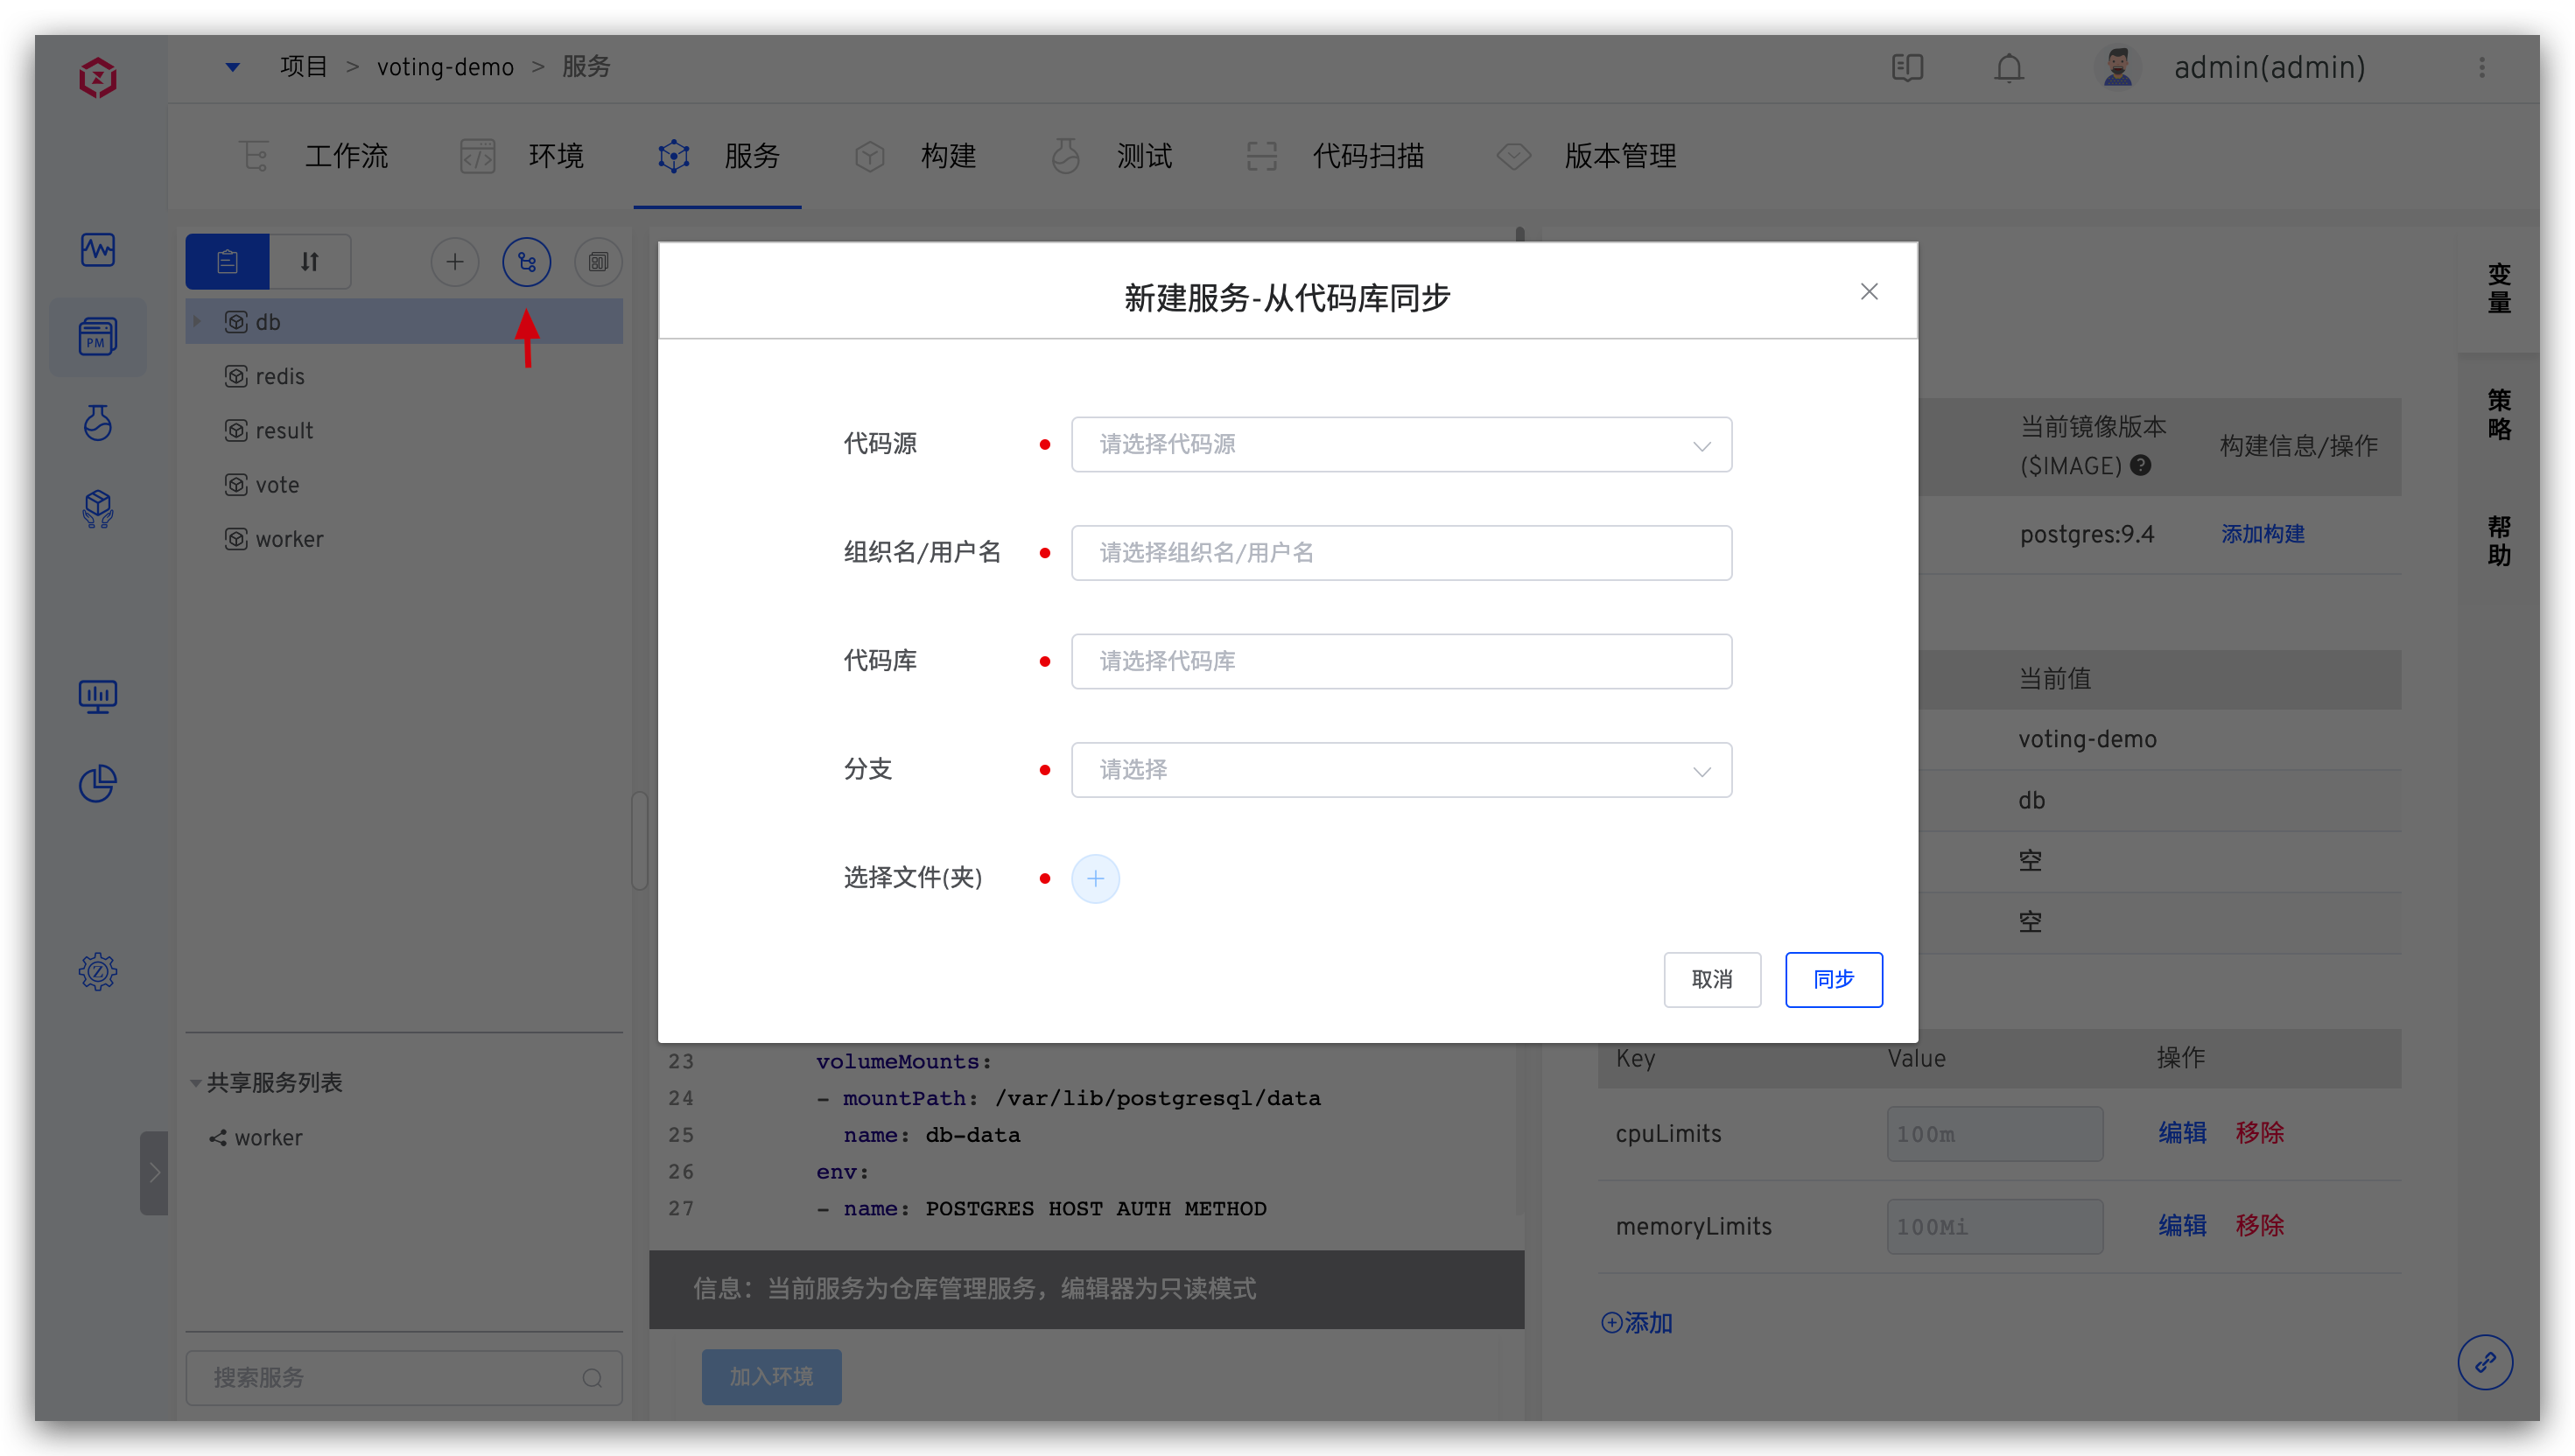 项目 > voting-demo > 服务
admin(admin)
工作流
环境
服务
构建
测试
代码扫描
版本管理
PM
db
redis
result
vote
worker
共享服务列表
worker
搜索服务
新建服务-从代码库同步
代码源
请选择代码源
组织名/用户名
请选择组织名/用户名
代码库
请选择代码库
分支
请选择
选择文件(夹)
取消
同步
23 volumeMounts:
24 - mountPath: /var/lib/postgresql/data
25 name: db-data
26 env:
27 - name: POSTGRES HOST AUTH METHOD
信息：当前服务为仓库管理服务，编辑器为只读模式
加入环境
当前镜像版本
($IMAGE)
构建信息/操作
postgres:9.4
添加构建
当前值
voting-demo
db
空
空
Key Value 操作
cpuLimits 100m 编辑 移除
memoryLimits 100Mi 编辑 移除
添加
变量
策略
帮助